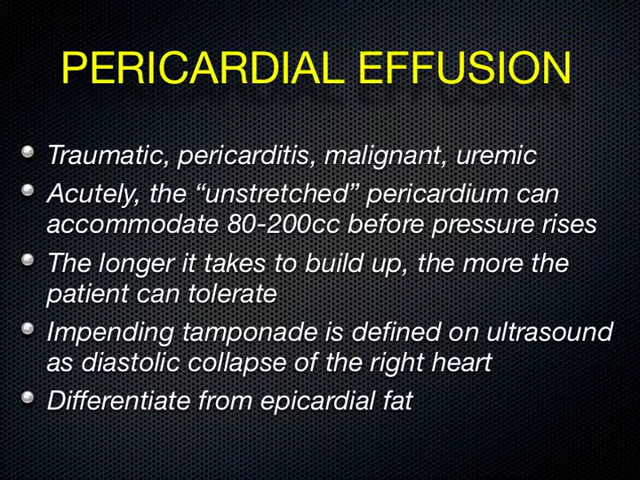 PERICARDIAL EFFUSION
Traumatic, pericarditis, malignant, uremic
Acutely, the “unstretched” pericardium can
accommodate 80-200cc before pressure rises
The longer it takes to build up, the more the
patient can tolerate
Impending tamponade is defined on ultrasound
as diastolic collapse of the right heart
Differentiate from epicardial fat